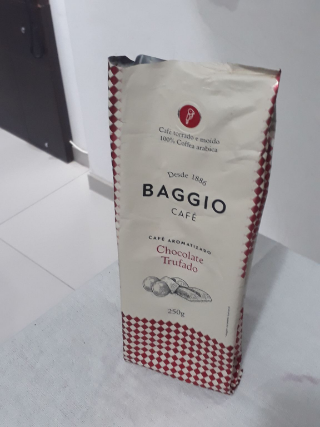 Café torrado e moído
100% Coffea arabica
Desde 1886
BAGGIO
CAFÉ
CAFÉ AROMATIZADO
Chocolate
Trufado
250g